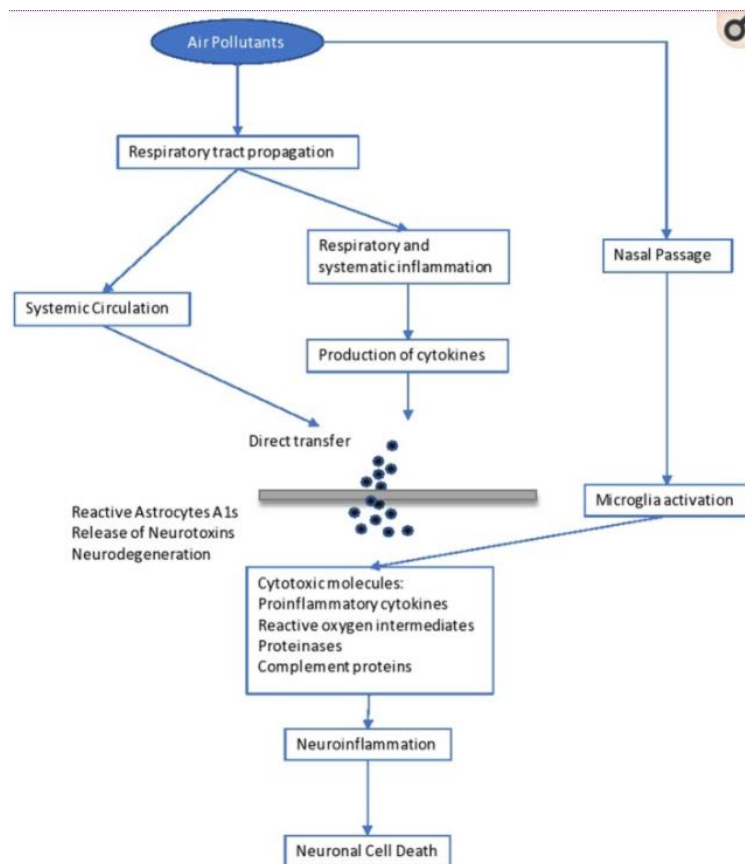 Air Pollutants
Respiratory tract propagation
Respiratory and
systematic inflammation
Nasal Passage
Systemic Circulation
Production of cytokines
Direct transfer
Reactive Astrocytes A1s
Release of Neurotoxins
Neurodegeneration
Microglia activation
Cytotoxic molecules:
Proinflammatory cytokines
Reactive oxygen intermediates
Proteinases
Complement proteins
Neuroinflammation
Neuronal Cell Death